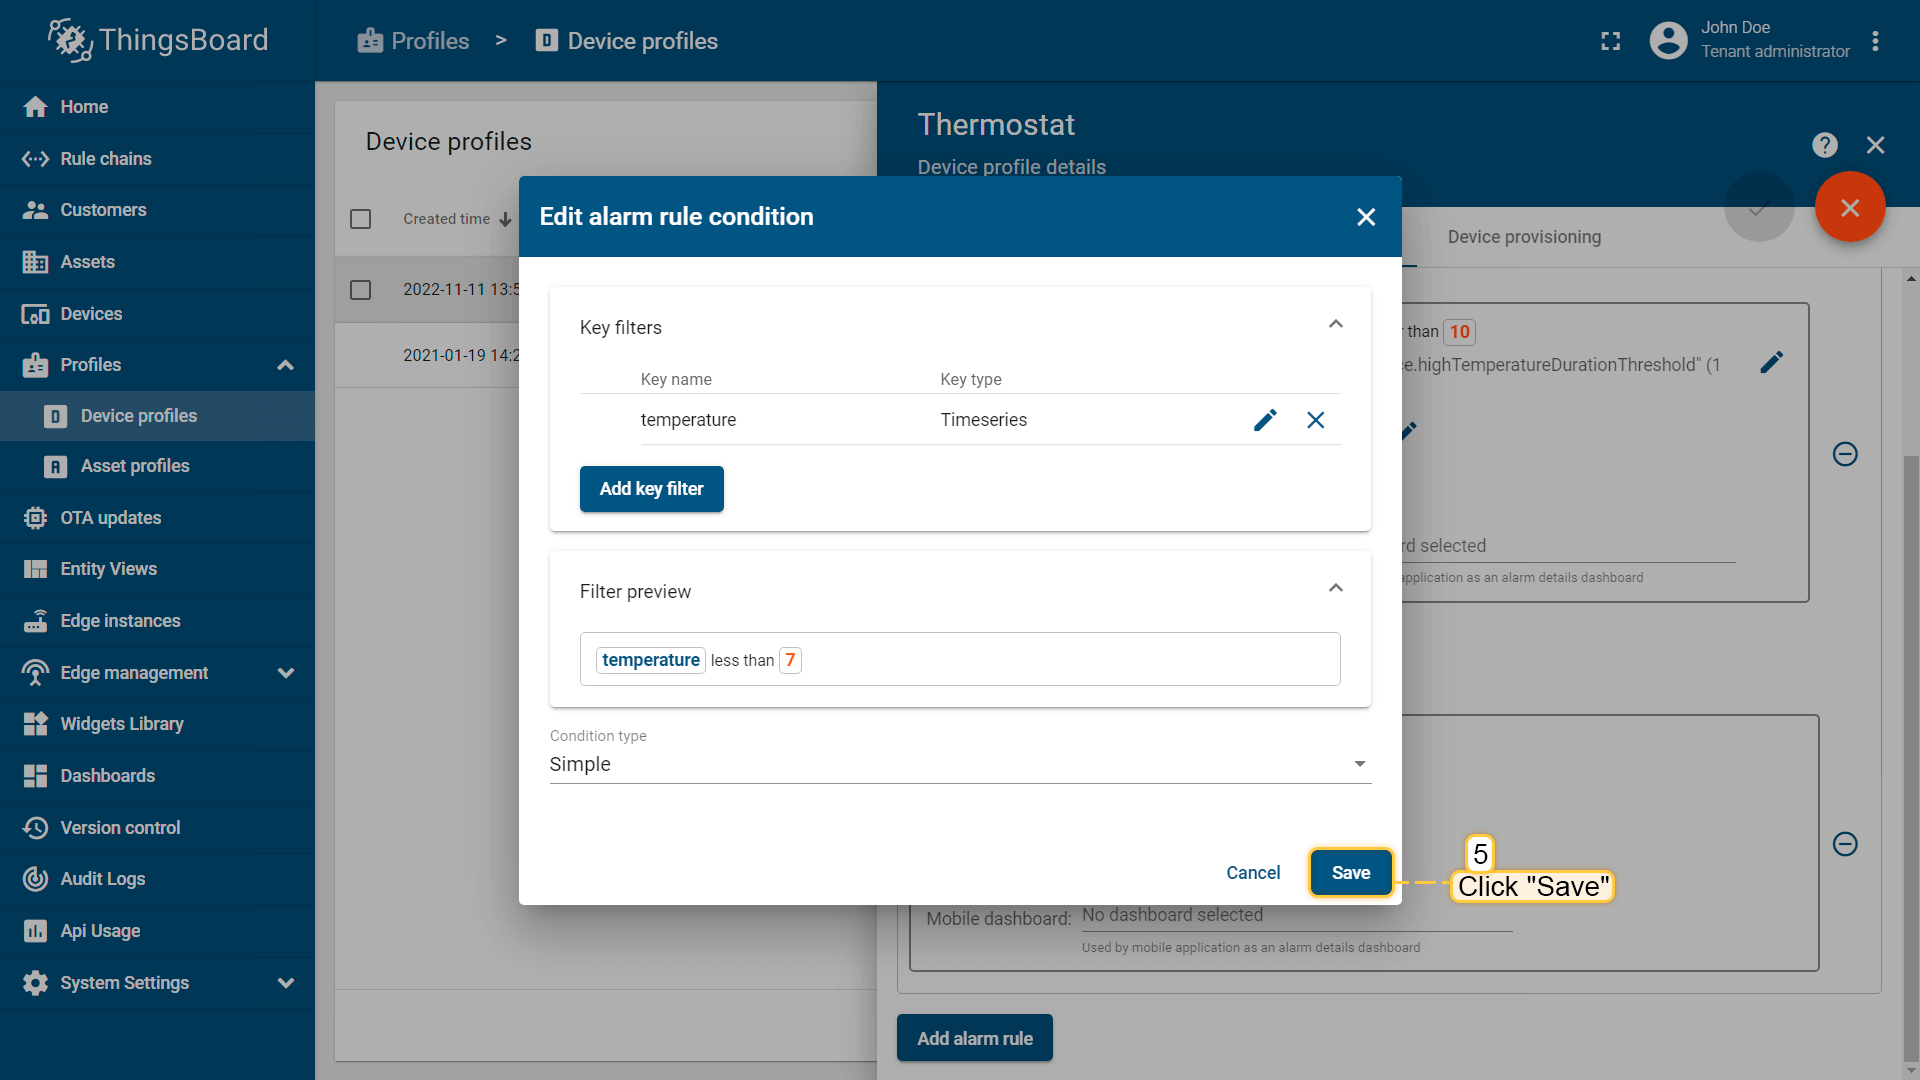 ThingsBoard
Profiles > Device profiles
John Doe
Tenant administrator
Home
Rule chains
Customers
Assets
Devices
Profiles
Device profiles
Asset profiles
OTA updates
Entity Views
Edge instances
Edge management
Widgets Library
Dashboards
Version control
Audit Logs
Api Usage
System Settings
Device profiles
Created time
2022-11-11 13:5
2021-01-19 14:2
Thermostat
Device profile details
Device provisioning
r than 10
e.highTemperatureDurationThreshold" (1
rd selected
application as an alarm details dashboard
Edit alarm rule condition
Key filters
Key name Key type
temperature Timeseries
Add key filter
Filter preview
temperature less than 7
Condition type
Simple
Cancel Save
5
Click "Save"
Mobile dashboard: No dashboard selected
Used by mobile application as an alarm details dashboard
Add alarm rule